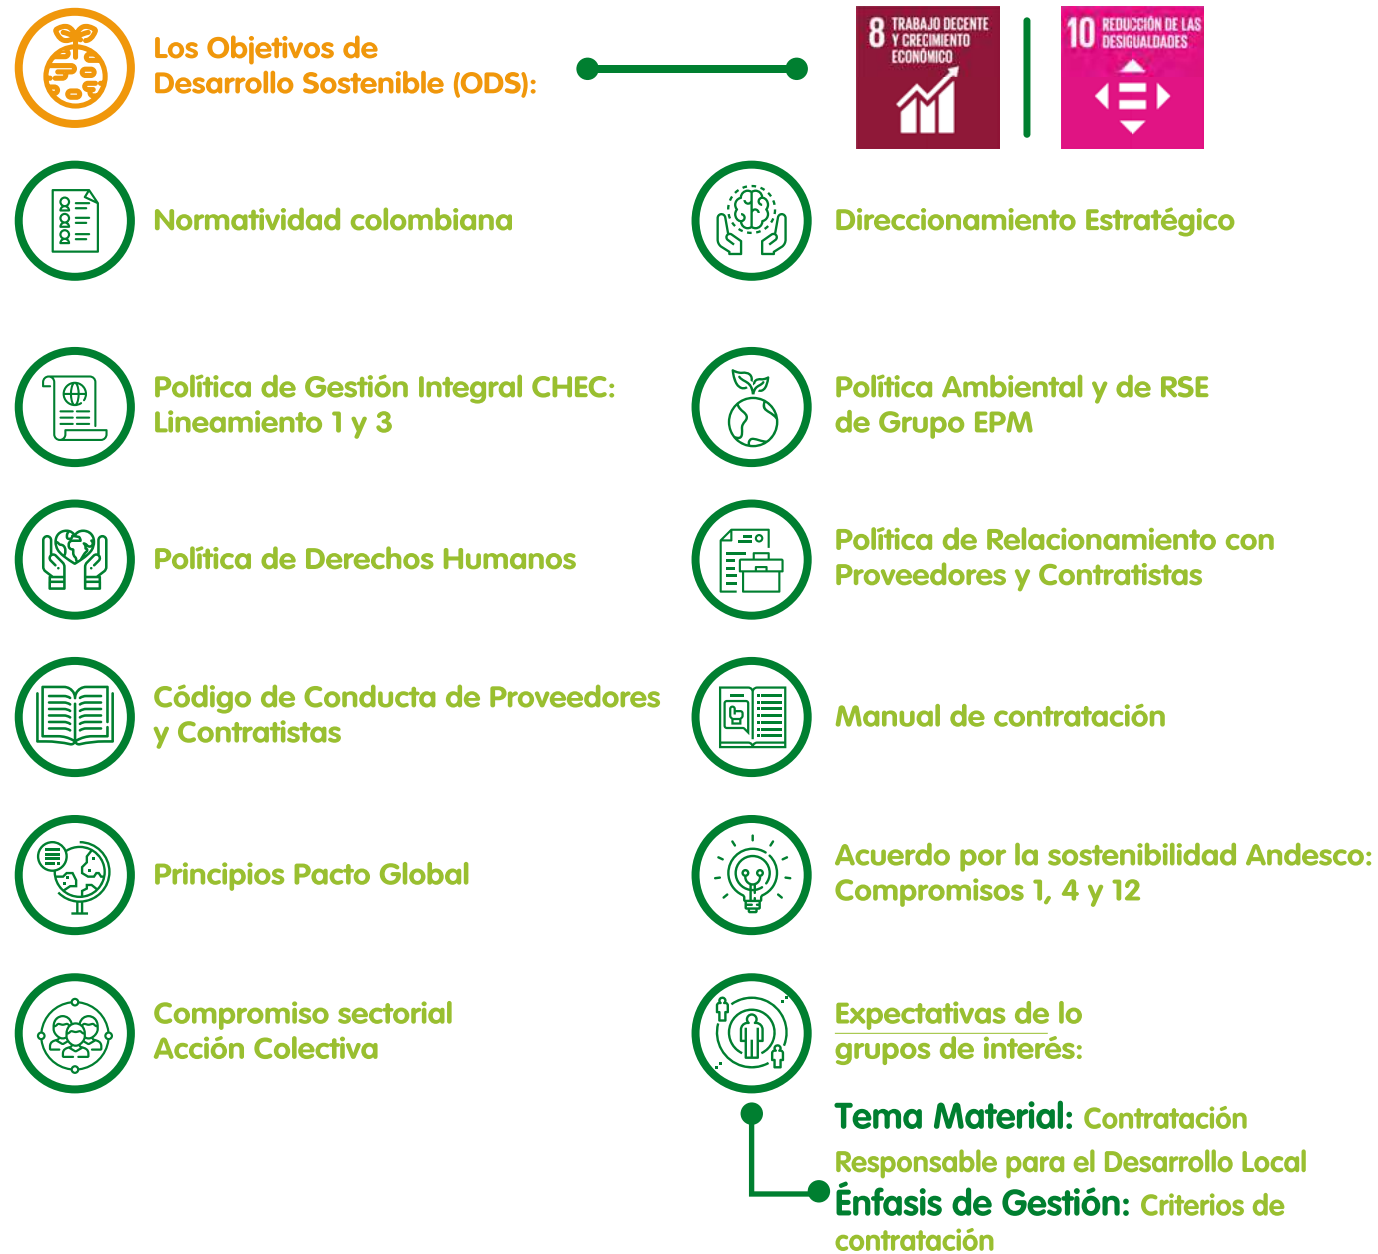 Los Objetivos de
Desarrollo Sostenible (ODS):
8 TRABAJO DECENTE
Y CRECIMIENTO
ECONÓMICO
10 REDUCCIÓN DE LAS
DESIGUALDADES
Normatividad colombiana
Direccionamiento Estratégico
Política de Gestión Integral CHEC:
Lineamiento 1 y 3
Política Ambiental y de RSE
de Grupo EPM
Política de Derechos Humanos
Política de Relacionamiento con
Proveedores y Contratistas
Código de Conducta de Proveedores
y Contratistas
Manual de contratación
Principios Pacto Global
Acuerdo por la sostenibilidad Andesco:
Compromisos 1, 4 y 12
Compromiso sectorial
Acción Colectiva
Expectativas de lo
grupos de interés:
Tema Material: Contratación
Responsable para el Desarrollo Local
Énfasis de Gestión: Criterios de
contratación